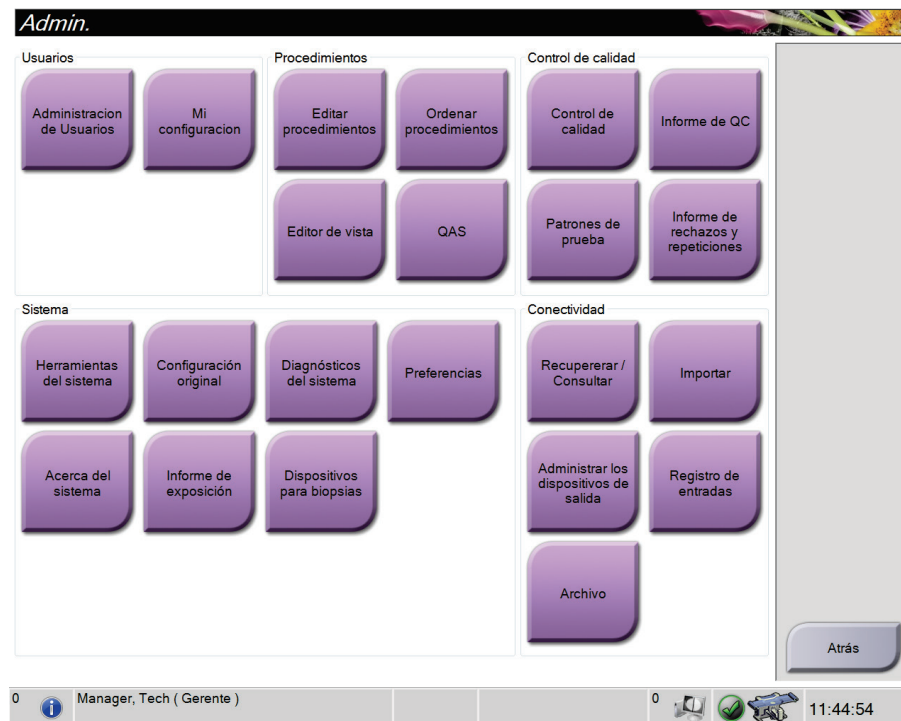 Admin.
Usuarios
Administracion
de Usuarios
Mi
configuracion
Procedimientos
Editar
procedimientos
Ordenar
procedimientos
Editor de vista
QAS
Control de calidad
Control de
calidad
Informe de QC
Patrones de
prueba
Informe de
rechazos y
repeticiones
Sistema
Herramientas
del sistema
Configuración
original
Diagnósticos
del sistema
Preferencias
Acerca del
sistema
Informe de
exposición
Dispositivos
para biopsias
Conectividad
Recupererar /
Consultar
Importar
Administrar los
dispositivos de
salida
Registro de
entradas
Archivo
Atrás
0
Manager, Tech ( Gerente )
0
11:44:54